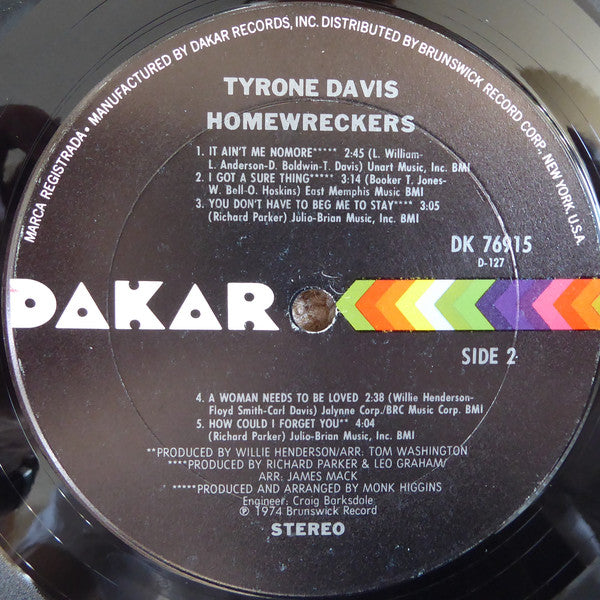 MARCA REGISTRADA • MANUFACTURED BY DAKAR RECORDS, INC. DISTRIBUTED BY BRUNSWICK RECORD CORP., NEW YORK, U.S.A.
TYRONE DAVIS
HOMEWRECKERS
1. IT AIN'T ME NOMORE***** 2:45 (L. William-
L. Anderson-D. Baldwin-T. Davis) Unart Music, Inc. BMI
2. I GOT A SURE THING***** 3:14 (Booker T. Jones-
W. Bell-O. Hoskins) East Memphis Music BMI
3. YOU DON'T HAVE TO BEG ME TO STAY**** 3:05
(Richard Parker) Julio-Brian Music, Inc. BMI
DK 76915
D-127
DAKAR
SIDE 2
4. A WOMAN NEEDS TO BE LOVED 2:38 (Willie Henderson-
Floyd Smith-Carl Davis) Jalynne Corp./BRC Music Corp. BMI
5. HOW COULD I FORGET YOU** 4:04
(Richard Parker) Julio-Brian Music, Inc. BMI
**PRODUCED BY WILLIE HENDERSON/ARR: TOM WASHINGTON
****PRODUCED BY RICHARD PARKER & LEO GRAHAM/
ARR: JAMES MACK
*****PRODUCED AND ARRANGED BY MONK HIGGINS
Engineer: Craig Barksdale
℗ 1974 Brunswick Record
STEREO